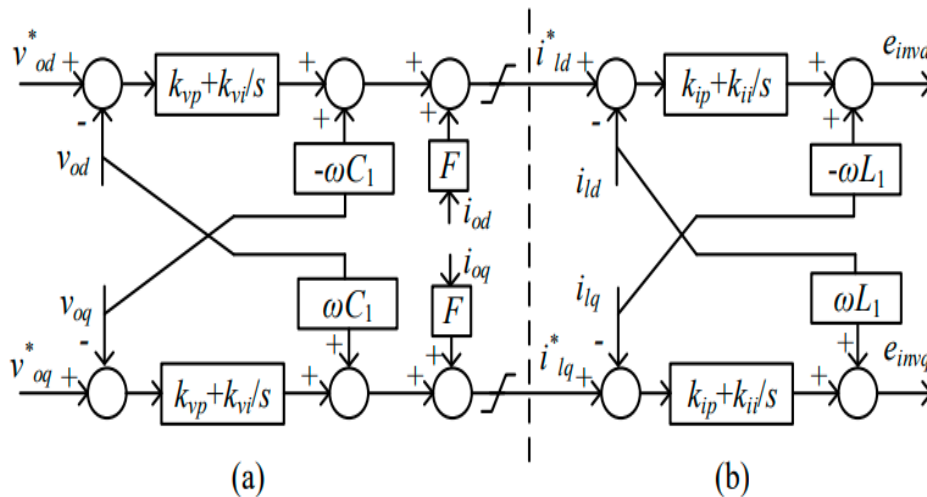 v*od + + + + + i*ld + + einvd
kvp+kvi/s kip+kii/s
- + + - +
vod -ωC1 F ild -ωL1
iod
ioq
voq ωC1 F ilq ωL1
- + + - +
v*oq + + + + + i*lq + + einvq
kvp+kvi/s kip+kii/s
(a) (b)